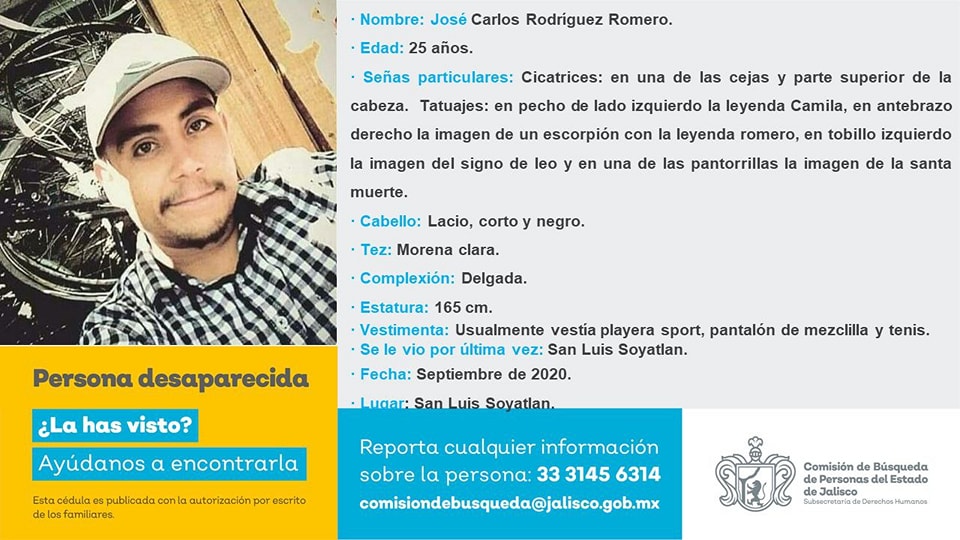 · Nombre: José Carlos Rodríguez Romero.
· Edad: 25 años.
· Señas particulares: Cicatrices: en una de las cejas y parte superior de la
cabeza. Tatuajes: en pecho de lado izquierdo la leyenda Camila, en antebrazo
derecho la imagen de un escorpión con la leyenda romero, en tobillo izquierdo
la imagen del signo de leo y en una de las pantorrillas la imagen de la santa
muerte.
· Cabello: Lacio, corto y negro.
· Tez: Morena clara.
· Complexión: Delgada.
· Estatura: 165 cm.
· Vestimenta: Usualmente vestía playera sport, pantalón de mezclilla y tenis.
· Se le vio por última vez: San Luis Soyatlan.
· Fecha: Septiembre de 2020.
· Lugar: San Luis Soyatlan.
Persona desaparecida
¿La has visto?
Ayúdanos a encontrarla
Esta cédula es publicada con la autorización por escrito
de los familiares.
Reporta cualquier información
sobre la persona: 33 3145 6314
comisiondebusqueda@jalisco.gob.mx
Comisión de Búsqueda
de Personas del Estado
de Jalisco
Subsecretaría de Derechos Humanos